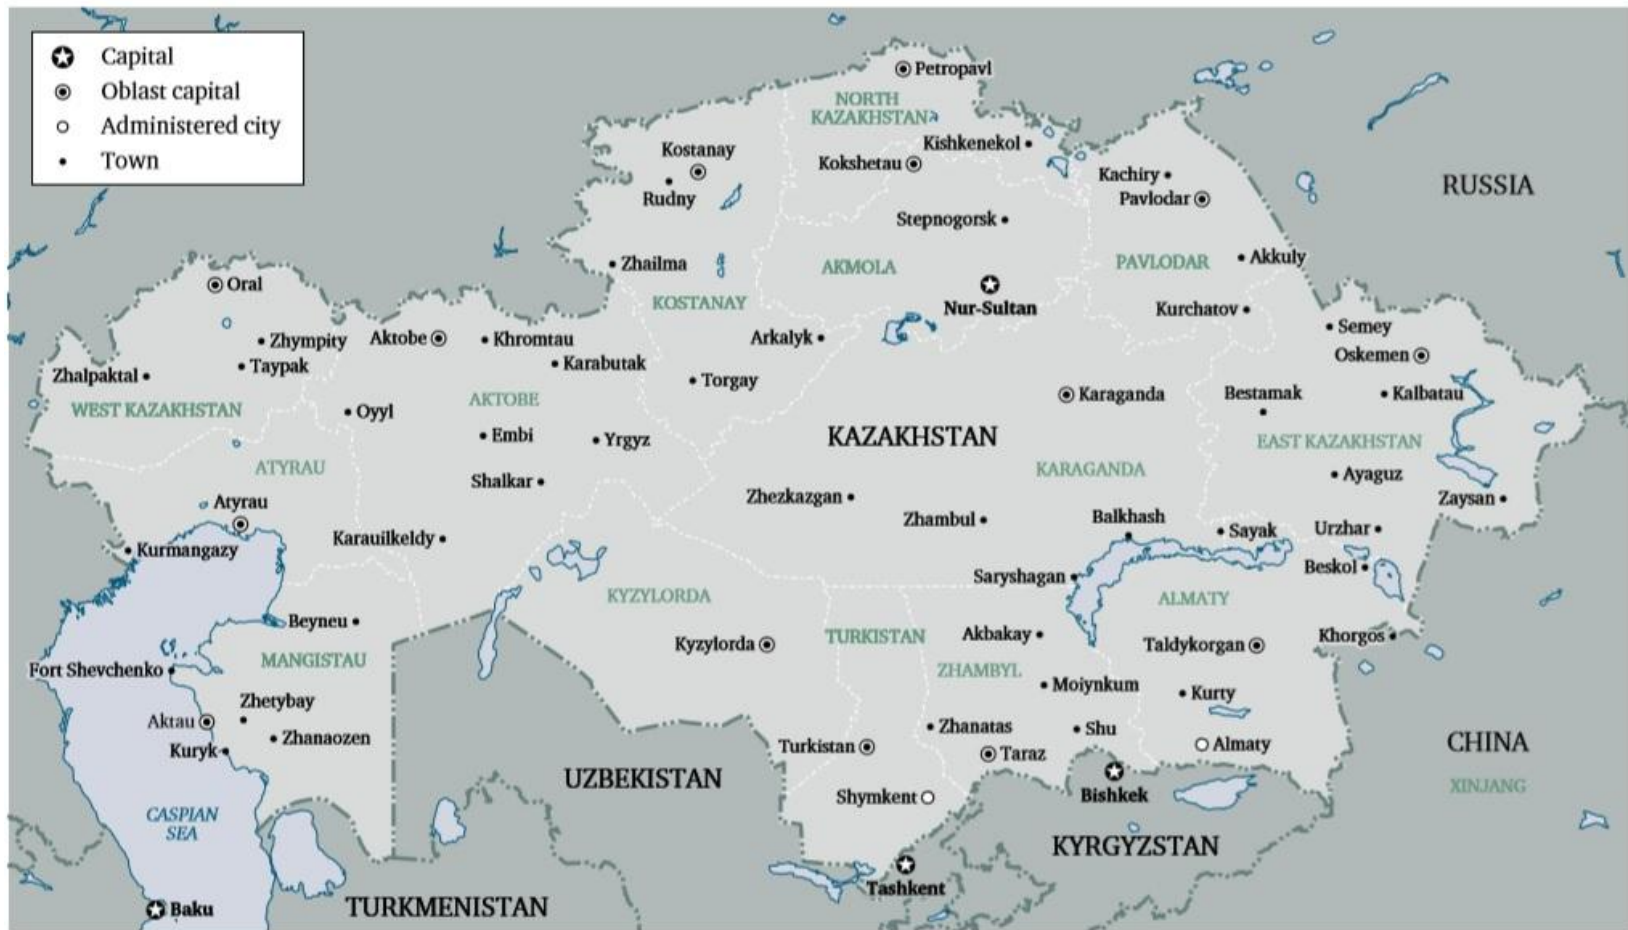 Capital
Oblast capital
Administered city
Town
Petropavl
NORTH
KAZAKHSTAN
Kishkenekol
Kostanay
Kokshetau
Rudny
Kachiry
Pavlodar
RUSSIA
Stepnogorsk
Zhailma
AKMOLA
PAVLODAR
Akkuly
Oral
KOSTANAY
Nur-Sultan
Kurchatov
Zhympity
Aktobe
Khromtau
Arkalyk
Semey
Oskemen
Taypak
Zhalpaktal
Karabutak
Torgay
WEST KAZAKHSTAN
Oyyl
AKTOBE
Karaganda
Bestamak
Kalbatau
Embi
Yrgyz
KAZAKHSTAN
EAST KAZAKHSTAN
ATYRAU
KARAGANDA
Shalkar
Ayaguz
Atyrau
Zhezkazgan
Zaysan
Zhambul
Balkhash
Sayak
Urzhar
Karauilkeldy
Kurmangazy
Beskol
Saryshagan
KYZYLORDA
ALMATY
Beyneu
Kyzylorda
TURKISTAN
Akbakay
Taldykorgan
Khorgos
MANGISTAU
Fort Shevchenko
ZHAMBYL
Moiynkum
Kurty
Zhetybay
Aktau
Zhanaozen
Zhanatas
Shu
Kuryk
Turkistan
Taraz
Almaty
CHINA
UZBEKISTAN
Shymkent
Bishkek
XINJANG
CASPIAN
SEA
KYRGYZSTAN
Tashkent
Baku
TURKMENISTAN